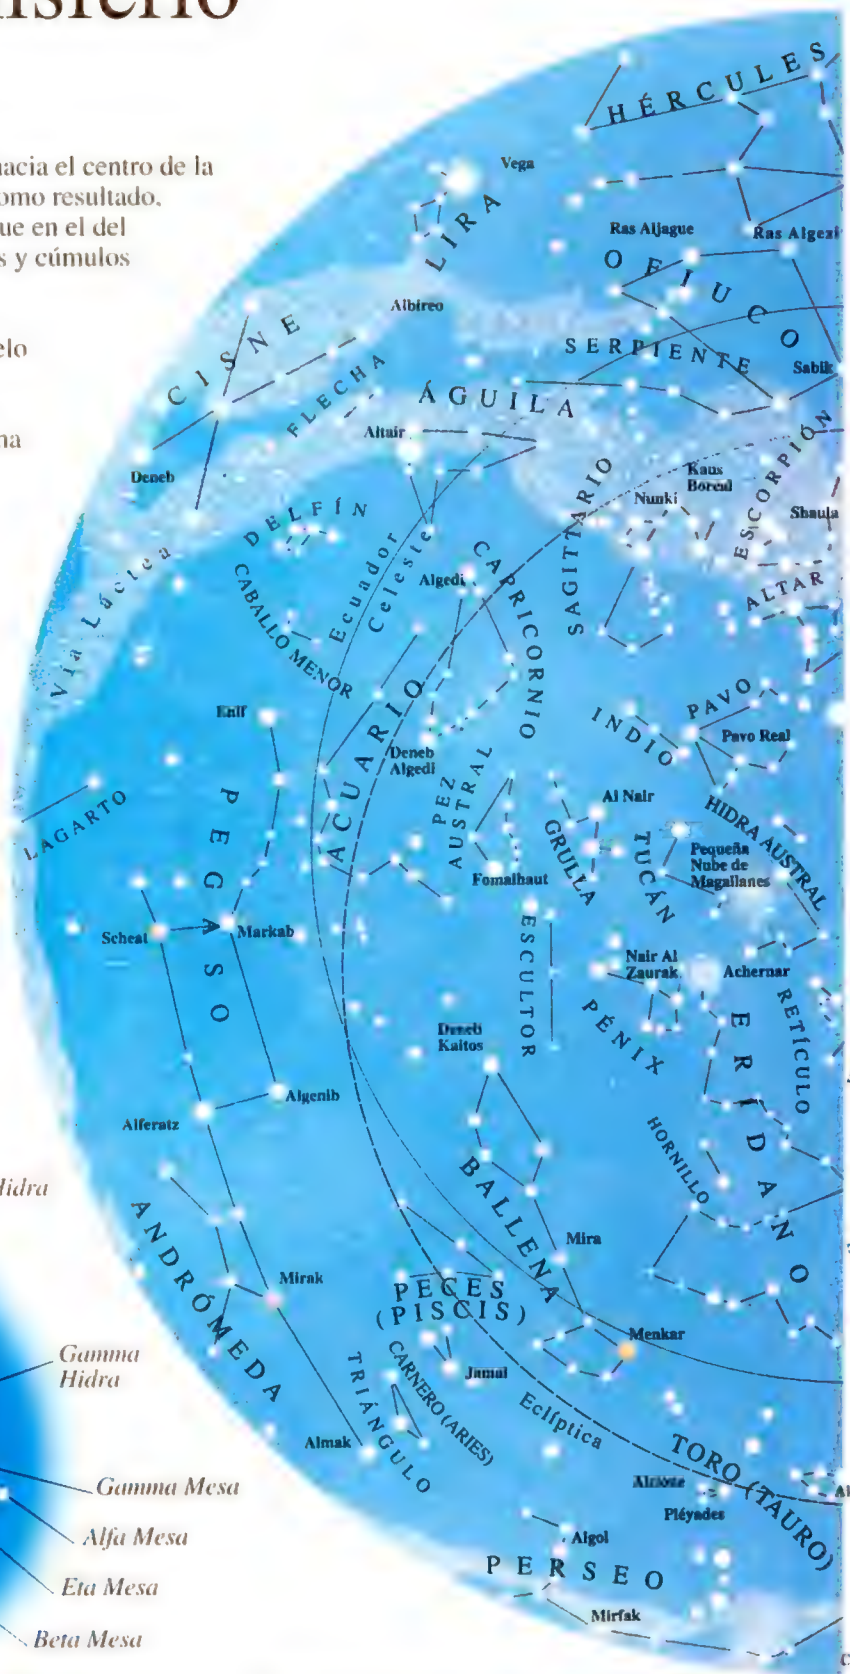 hacia el centro de la
omo resultado,
ue en el del
s y cúmulos
elo
na
HÉRCULES
Vega
LIRA
Ras Aljague
Ras Algezi
OFIUCO
Albireo
CISNE
SERPIENTE
Sabik
FLECHA
ÁGUILA
Altair
Deneb
Kaus
Boreal
Nunki
ESCORPIÓN
Shaula
SAGITTARIO
DELFÍN
Vía Láctea
Ecuador
Celeste
CABALLO MENOR
Algedi
CAPRICORNIO
ALTAR
Enif
ACUARIO
Deneb
Algedi
INDIO
PAVO
Pavo Real
LAGARTO
PEGASO
PEZ
AUSTRAL
Al Nair
GRULLA
TUCÁN
HIDRA AUSTRAL
Pequeña
Nube de
Magallanes
Fomalhaut
Scheat
Markab
ESCULTOR
Nair Al
Zaurak
Achernar
FÉNIX
ERÍDANO
RETÍCULO
Deneb
Kaitos
Algenib
Alferatz
HORNILLO
BALLENA
Hidra
ANDRÓMEDA
Mira
Mirak
PECES
(PISCIS)
Menkar
Gamma
Hidra
Jamal
CARNERO (ARIES)
TRIÁNGULO
Eclíptica
Almak
TORO (TAURO)
Alcione
Al
Pléyades
Gamma Mesa
Alfa Mesa
Algol
PERSEO
Eta Mesa
Mirfak
Beta Mesa